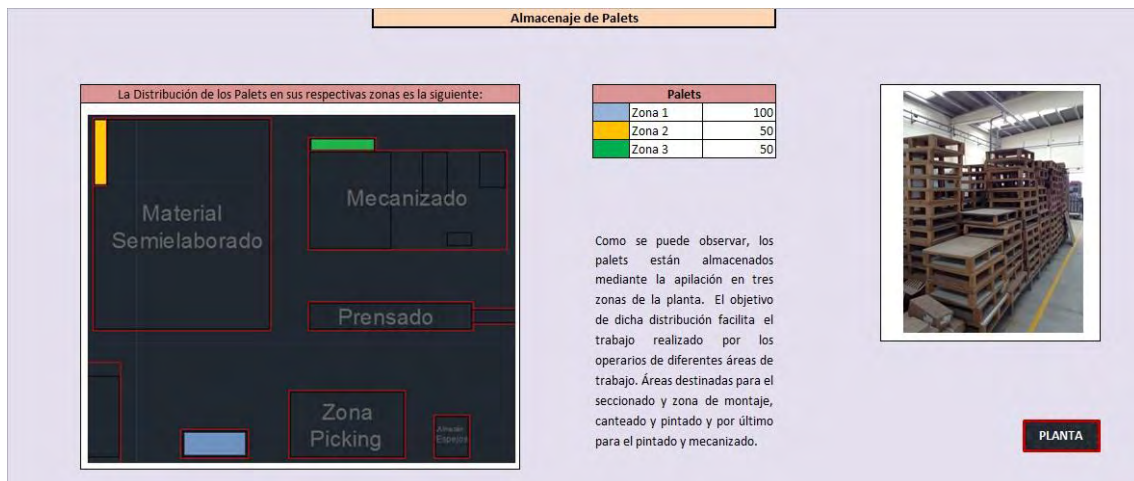 Almacenaje de Palets
La Distribución de los Palets en sus respectivas zonas es la siguiente:
Material
Semielaborado
Mecanizado
Prensado
Zona
Picking
Almacén
Espejos
Palets
Zona 1 100
Zona 2 50
Zona 3 50
Como se puede observar, los
palets están almacenados
mediante la apilación en tres
zonas de la planta. El objetivo
de dicha distribución facilita el
trabajo realizado por los
operarios de diferentes áreas de
trabajo. Áreas destinadas para el
seccionado y zona de montaje,
canteado y pintado y por último
para el pintado y mecanizado.
PLANTA